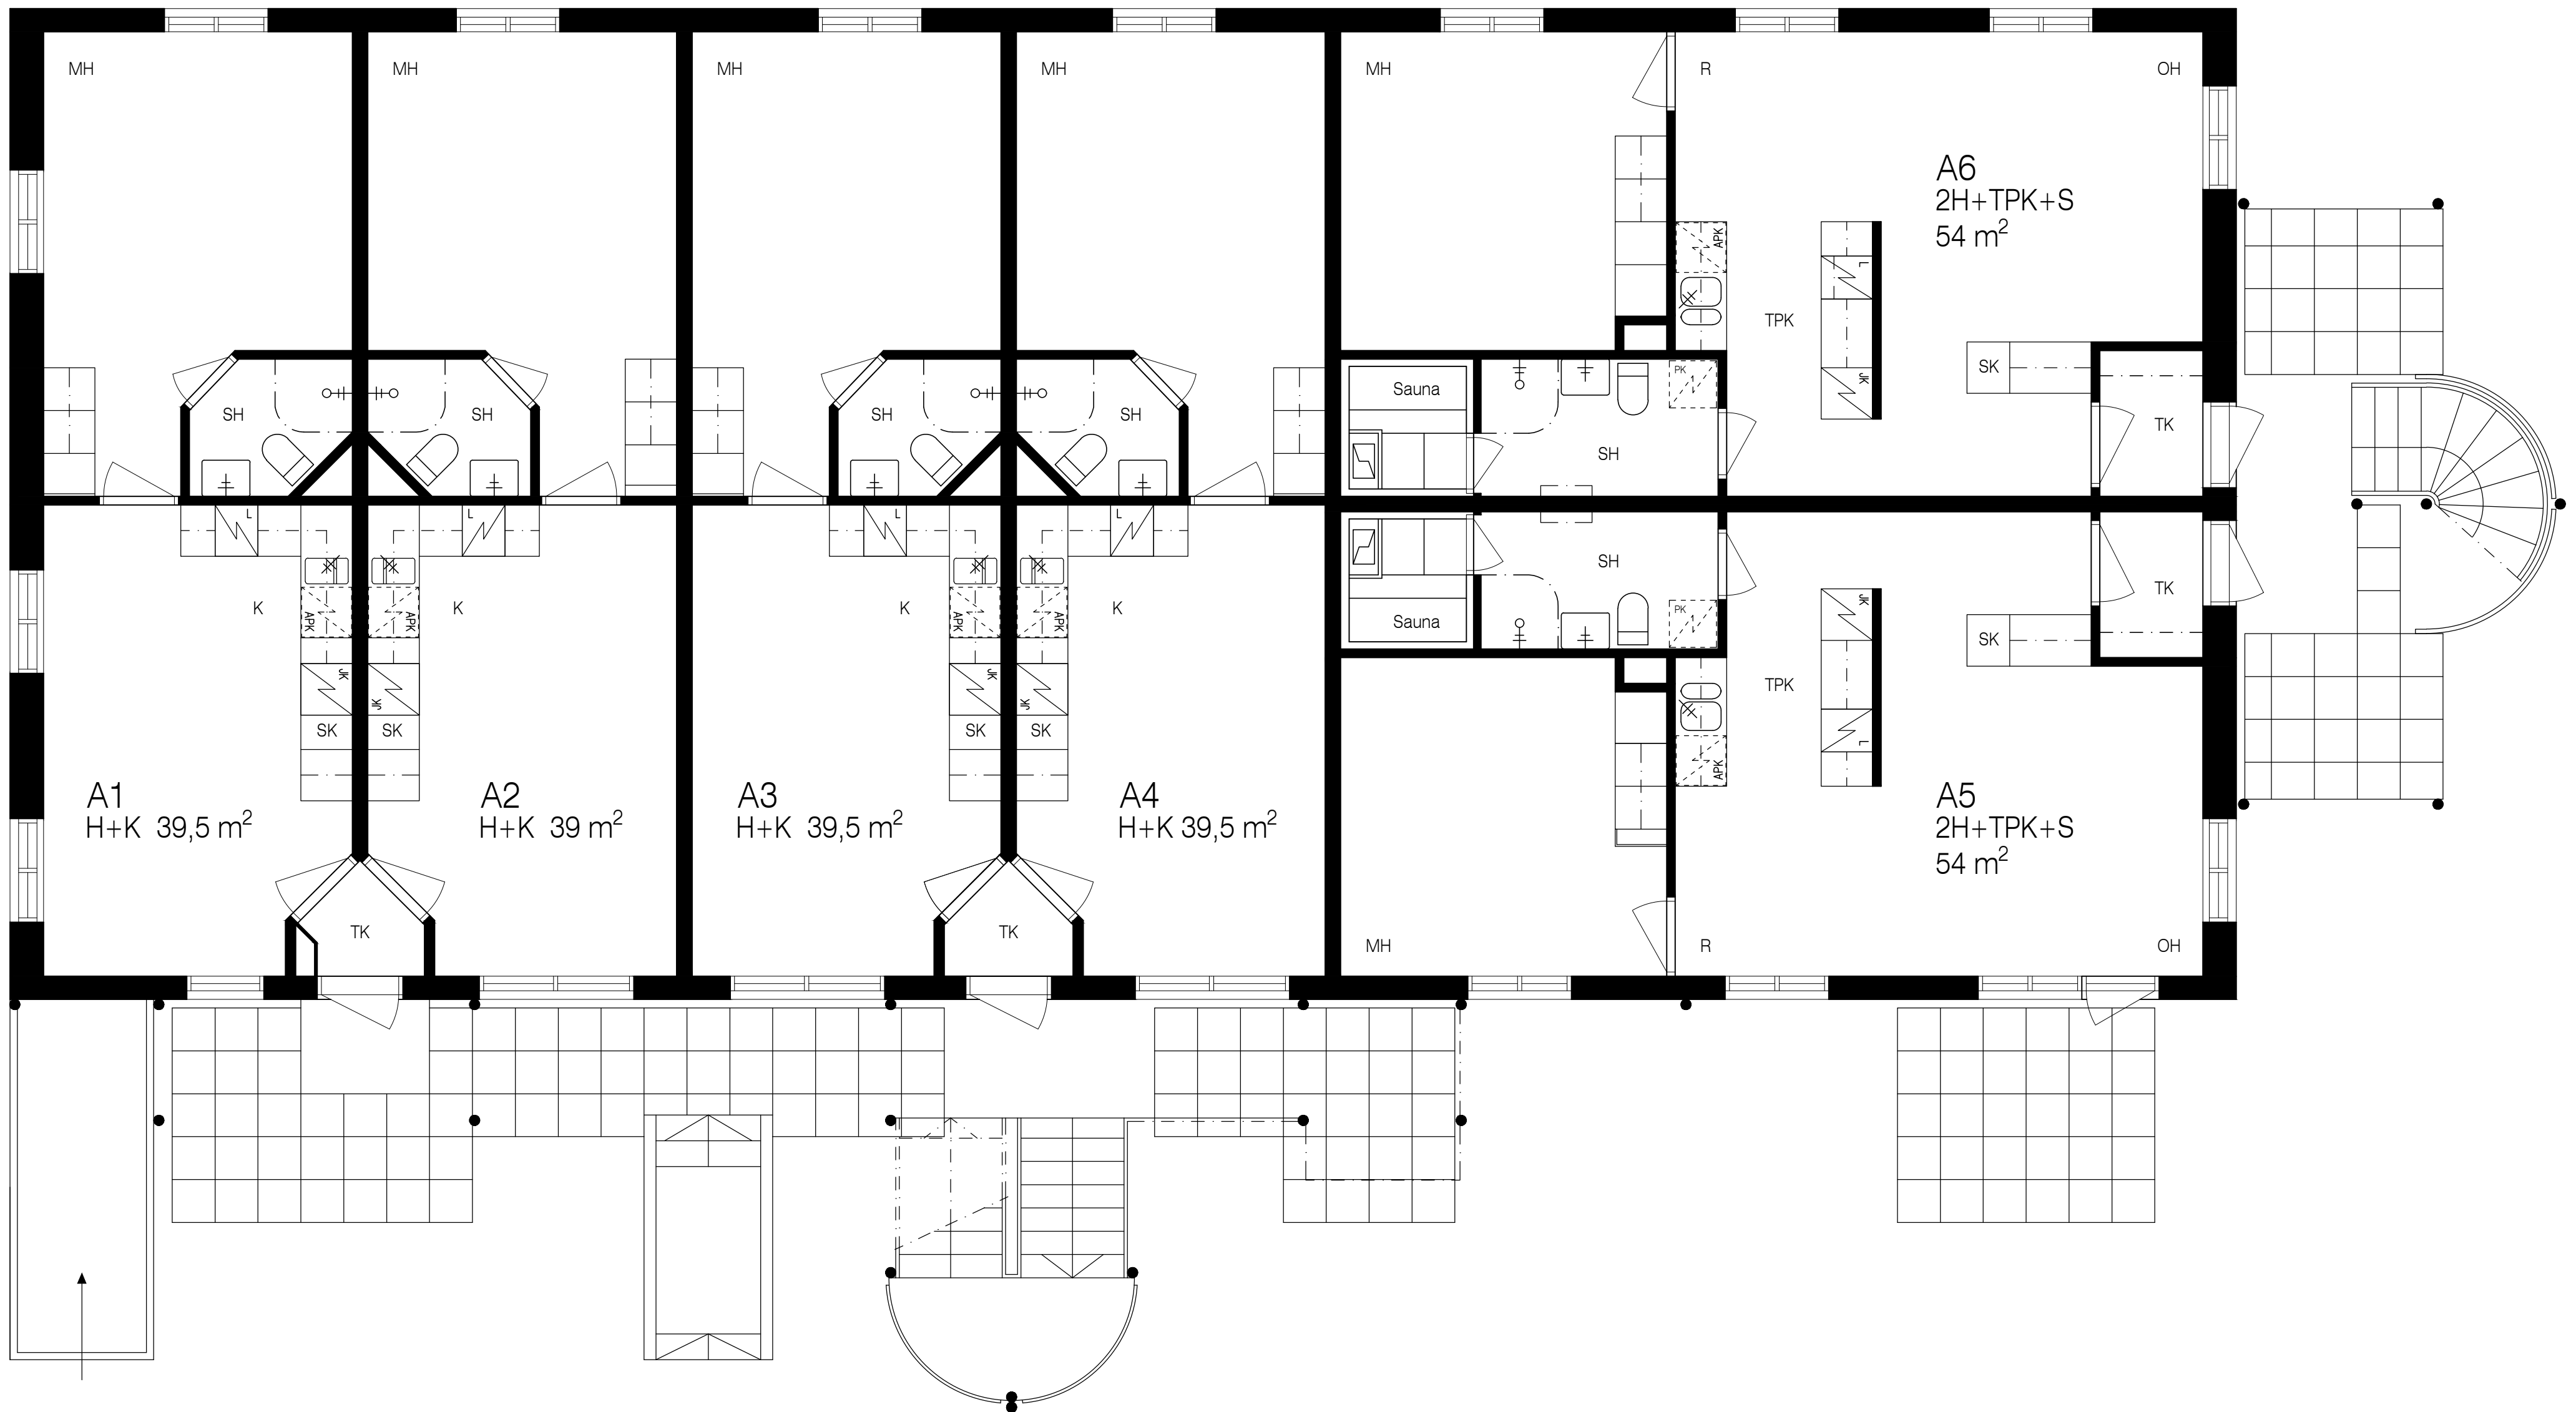 MH
MH
MH
MH
MH
R
OH
A6
2H+TPK+S
54 m²
APK
L
TPK
JK
SK
TK
Sauna
PK
SH
SH
SH
SH
SH
L
L
L
L
K
K
K
K
APK
APK
APK
APK
JK
JK
JK
JK
SK
SK
SK
SK
SH
PK
Sauna
TK
SK
JK
TPK
L
APK
A1
H+K 39,5 m²
A2
H+K 39 m²
A3
H+K 39,5 m²
A4
H+K 39,5 m²
A5
2H+TPK+S
54 m²
TK
TK
MH
R
OH